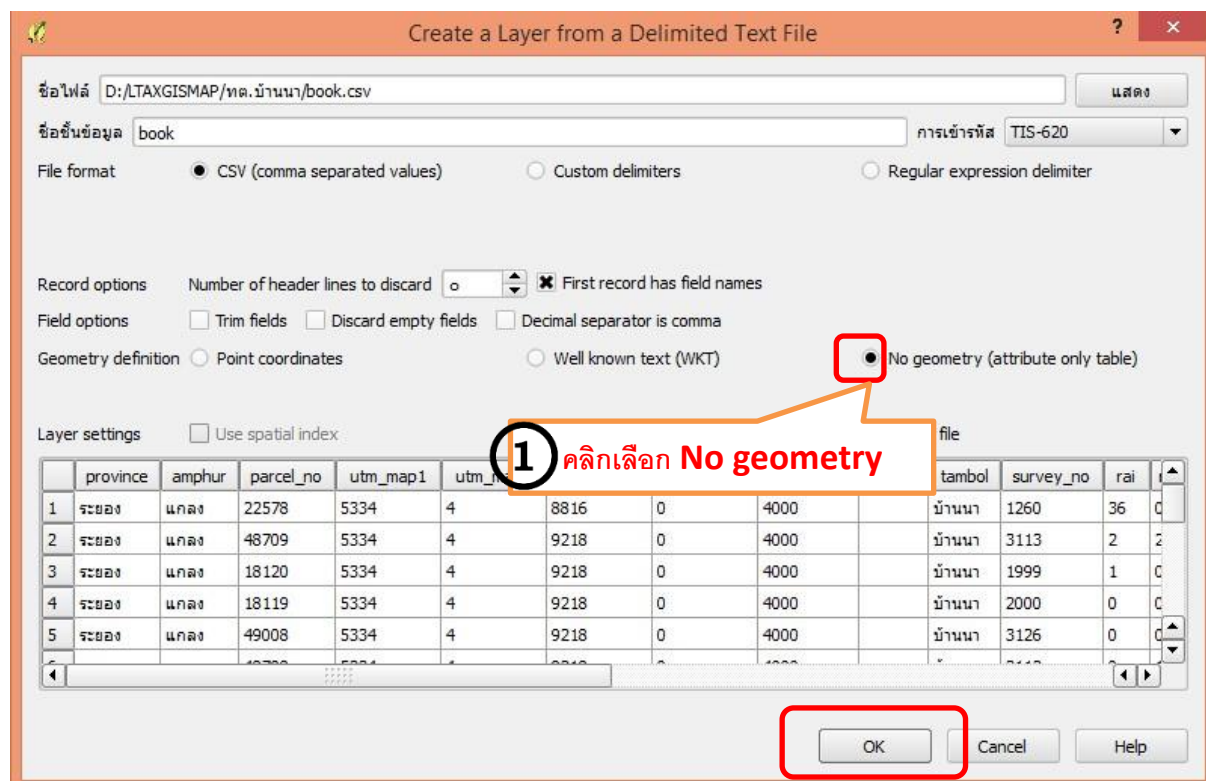 Create a Layer from a Delimited Text File ? ×
ชื่อไฟล์ D:/LTAXGISMAP/ทต.บ้านนา/book.csv แสดง
ชื่อชั้นข้อมูล book การเข้ารหัส TIS-620
File format CSV (comma separated values) Custom delimiters Regular expression delimiter
Record options Number of header lines to discard 0 First record has field names
Field options Trim fields Discard empty fields Decimal separator is comma
Geometry definition Point coordinates Well known text (WKT) No geometry (attribute only table)
Layer settings Use spatial index file
1 คลิกเลือก No geometry
province amphur parcel_no utm_map1 tambol survey_no rai
1 ระยอง แกลง 22578 5334 4 8816 0 4000 บ้านนา 1260 36
2 ระยอง แกลง 48709 5334 4 9218 0 4000 บ้านนา 3113 2 2
3 ระยอง แกลง 18120 5334 4 9218 0 4000 บ้านนา 1999 1
4 ระยอง แกลง 18119 5334 4 9218 0 4000 บ้านนา 2000 0
5 ระยอง แกลง 49008 5334 4 9218 0 4000 บ้านนา 3126 0
OK Cancel Help